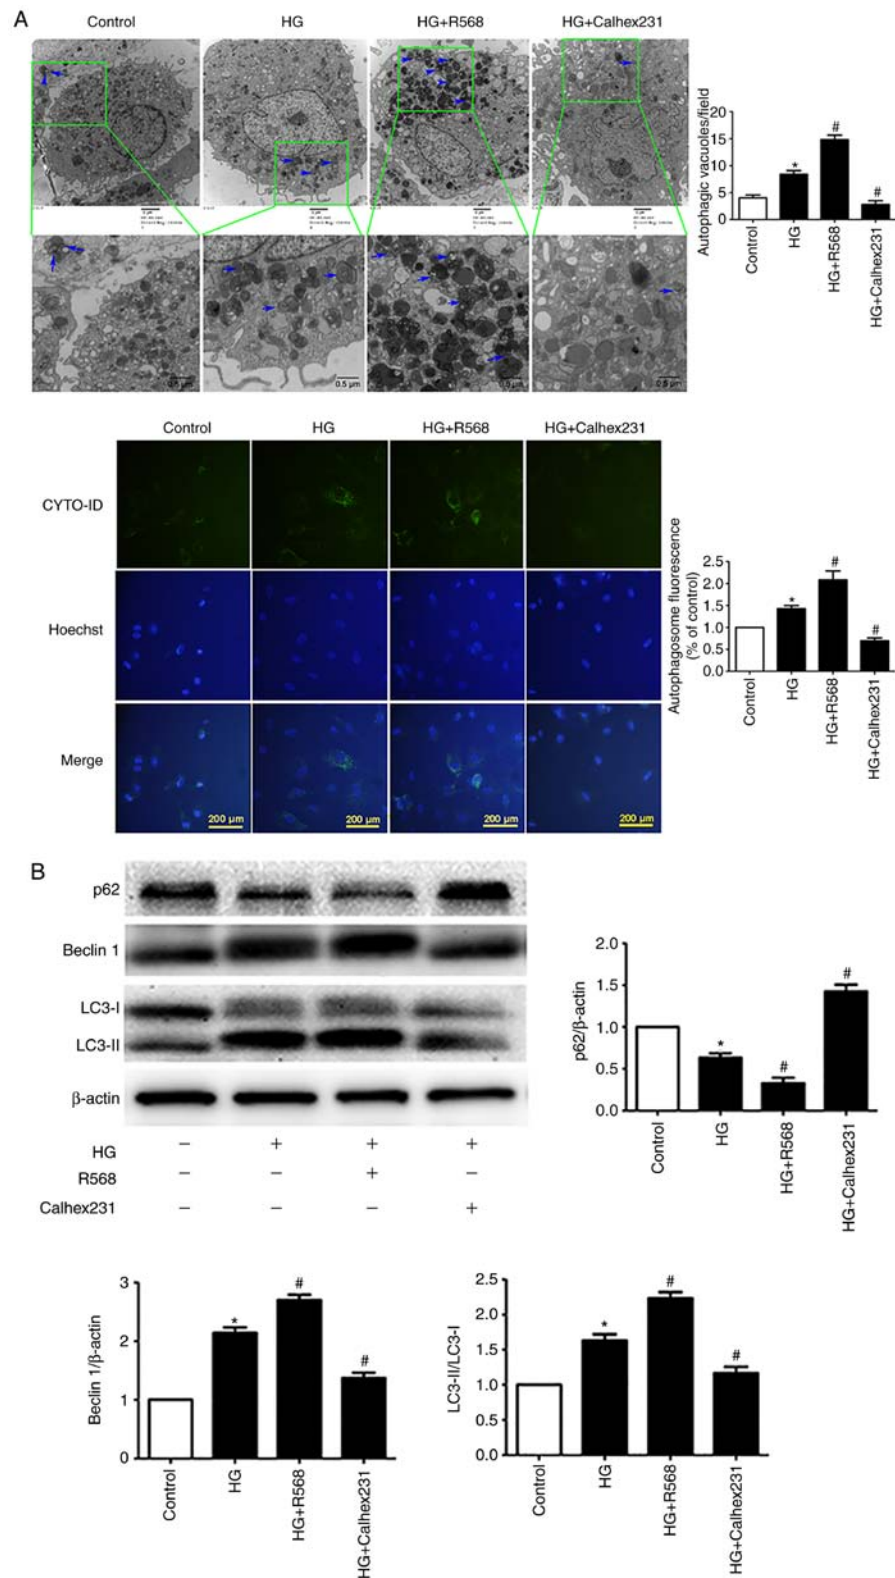 A
Control HG HG+R568 HG+Calhex231
Autophagic vacuoles/field
20
15
10
5
0
Control HG HG+R568 HG+Calhex231
* # #
0.5 µm 0.5 µm 0.5 µm 0.5 µm
Control HG HG+R568 HG+Calhex231
CYTO-ID
Hoechst
Merge
200 µm 200 µm 200 µm 200 µm
Autophagosome fluorescence
(% of control)
2.5
2.0
1.5
1.0
0.5
0.0
* # #
Control HG HG+R568 HG+Calhex231
B
p62
Beclin 1
LC3-I
LC3-II
β-actin
HG – + + +
R568 – – + –
Calhex231 – – – +
p62/β-actin
2.0
1.5
1.0
0.5
0.0
* # #
Control HG HG+R568 HG+Calhex231
Beclin 1/β-actin
3
2
1
0
* # #
Control HG HG+R568 HG+Calhex231
LC3-II/LC3-I
2.5
2.0
1.5
1.0
0.5
0.0
* # #
Control HG HG+R568 HG+Calhex231